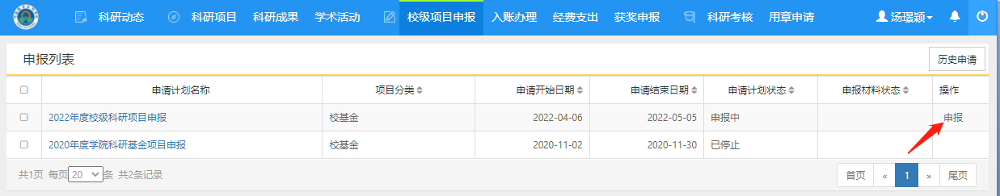 科研动态 科研项目 科研成果 学术活动 校级项目申报 入账办理 经费支出 获奖申报 科研考核 用章申请 汤璟颖
申报列表 历史申请
申请计划名称 项目分类 申请开始日期 申请结束日期 申请计划状态 申报材料状态 操作
2022年度校级科研项目申报 校基金 2022-04-06 2022-05-05 申报中 申报
2020年度学院科研基金项目申报 校基金 2020-11-02 2020-11-30 已停止
共1页 每页 20 条 共2条记录 首页 « 1 » 尾页